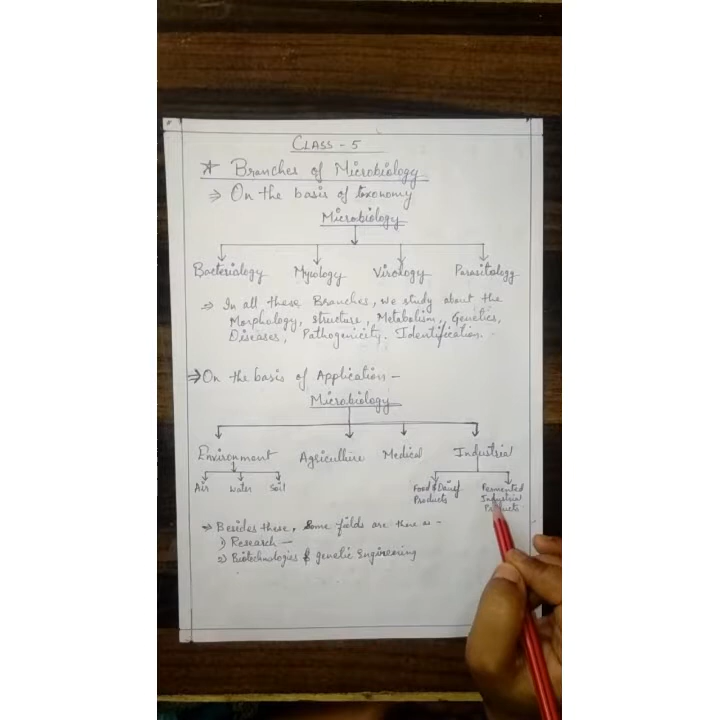 CLASS - 5
* Branches of Microbiology
⇒ On the basis of taxonomy
Microbiology
Bacteriology Mycology Virology Parasitology
⇒ In all these Branches, we study about the
Morphology, structure, Metabolism, Genetics,
Diseases, Pathogenicity. Identification. -
⇒ On the basis of Application -
Microbiology
Environment Agriculture Medical Industrial
Air water Soil
Food & Dairy Products
Fermented Industrial Products
⇒ Besides these, some fields are there as -
1) Research -
2) Biotechnologies & genetic Engineering